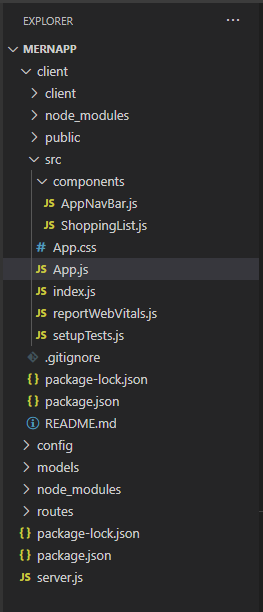 EXPLORER ...
MERNAPP
client
client
node_modules
public
src
components
JS AppNavBar.js
JS ShoppingList.js
# App.css
JS App.js
JS index.js
JS reportWebVitals.js
JS setupTests.js
.gitignore
{} package-lock.json
{} package.json
README.md
config
models
node_modules
routes
{} package-lock.json
{} package.json
JS server.js